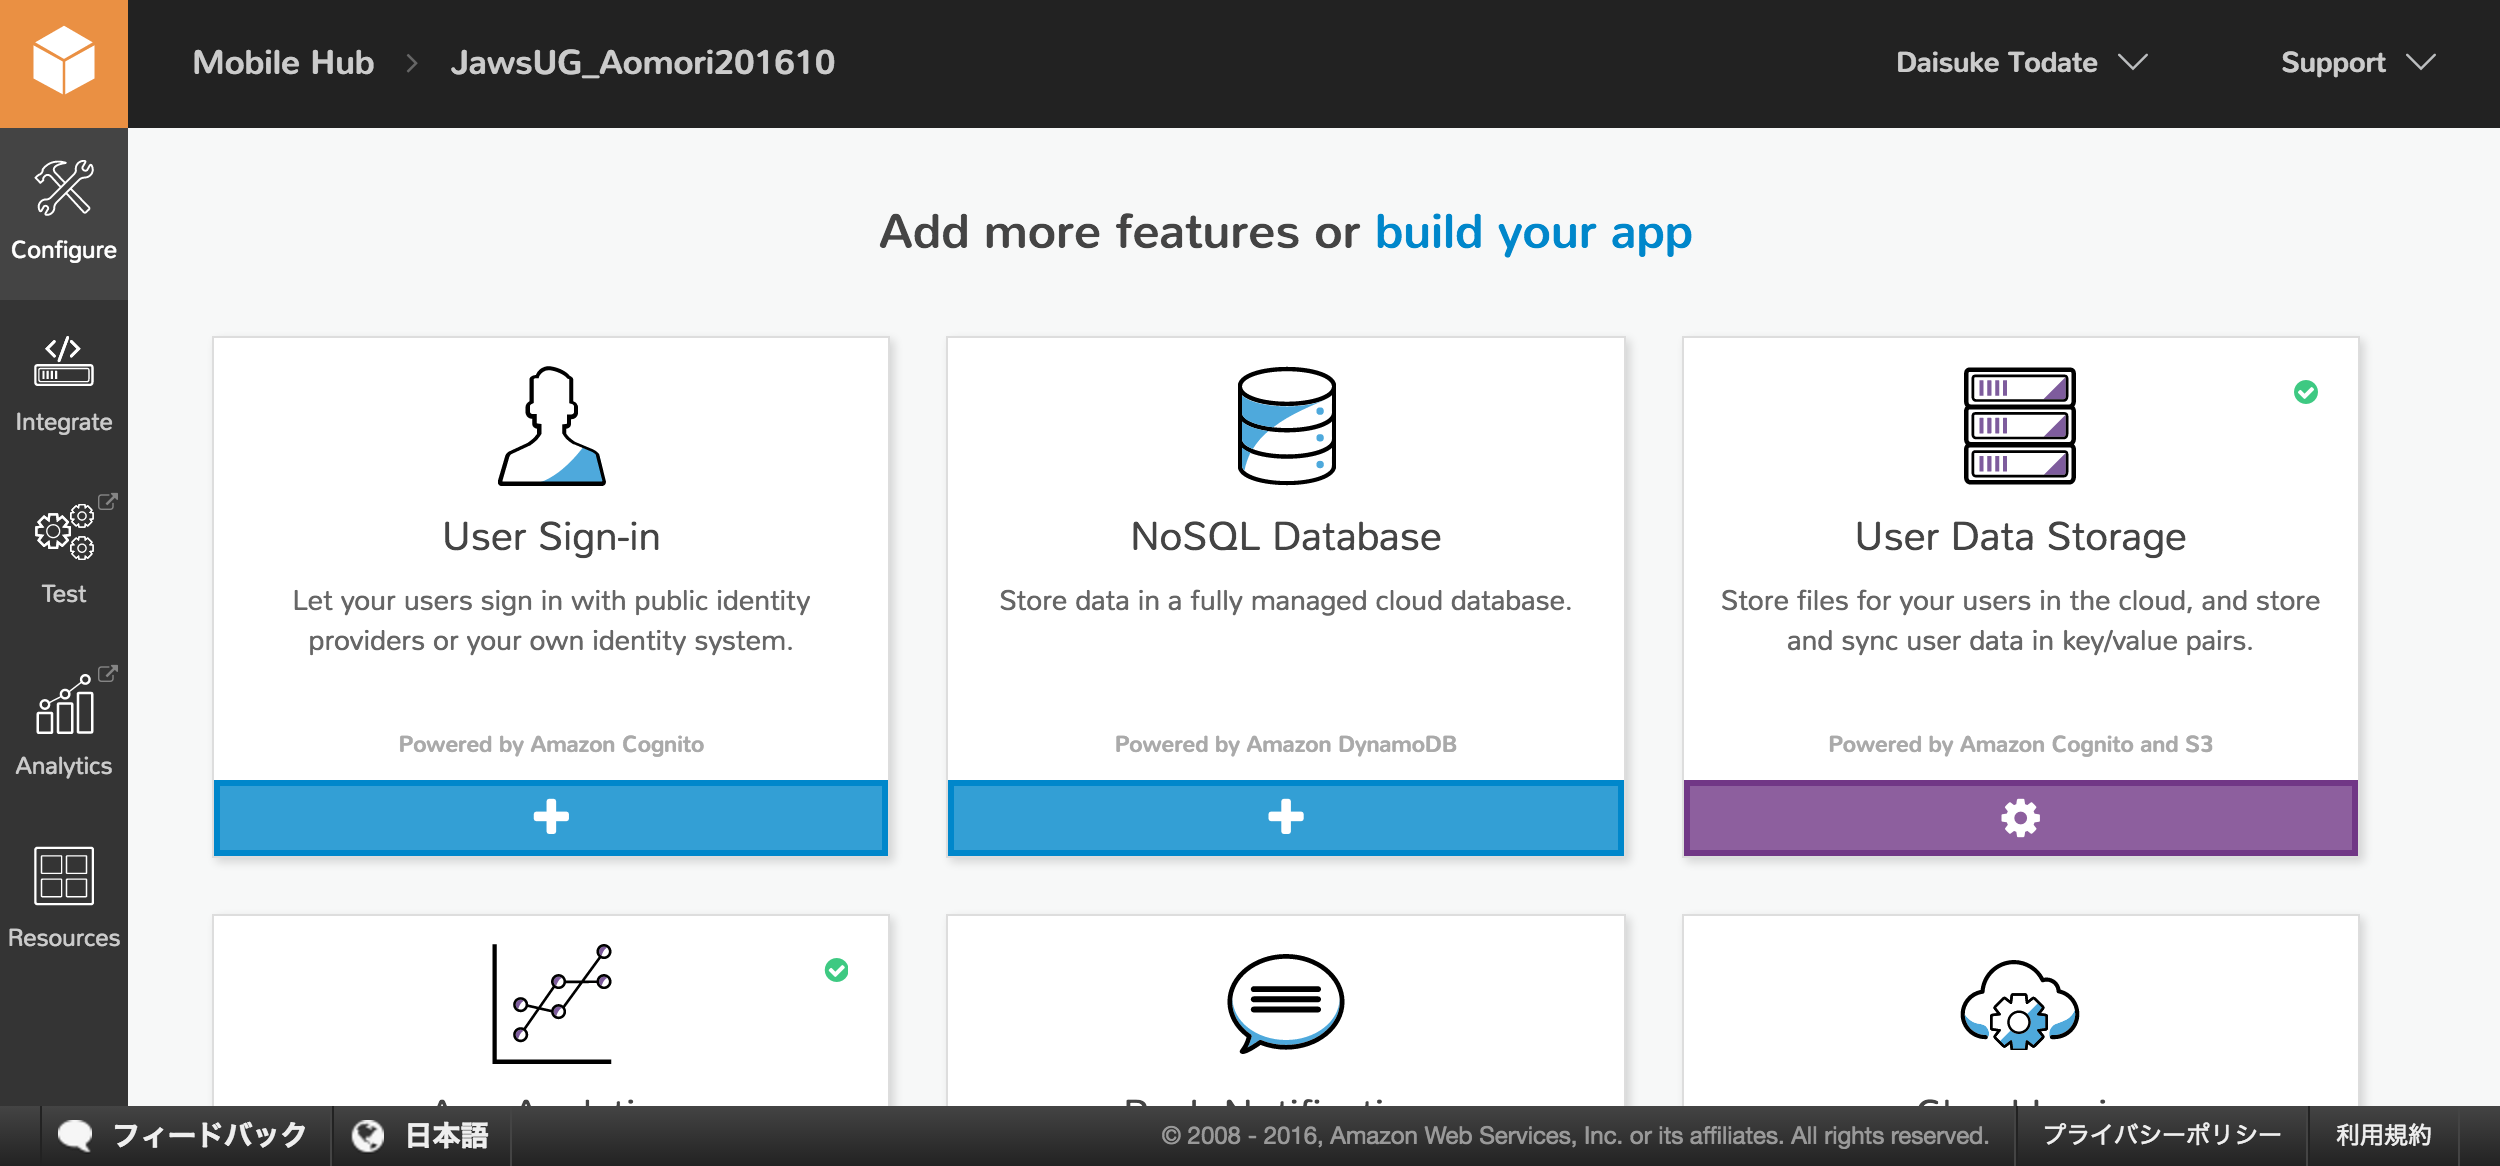 Mobile Hub > JawsUG_Aomori201610
Daisuke Todate
Support
Configure
Integrate
Test
Analytics
Resources
Add more features or build your app
User Sign-in
Let your users sign in with public identity
providers or your own identity system.
Powered by Amazon Cognito
NoSQL Database
Store data in a fully managed cloud database.
Powered by Amazon DynamoDB
User Data Storage
Store files for your users in the cloud, and store
and sync user data in key/value pairs.
Powered by Amazon Cognito and S3
フィードバック
日本語
© 2008 - 2016, Amazon Web Services, Inc. or its affiliates. All rights reserved.
プライバシーポリシー
利用規約